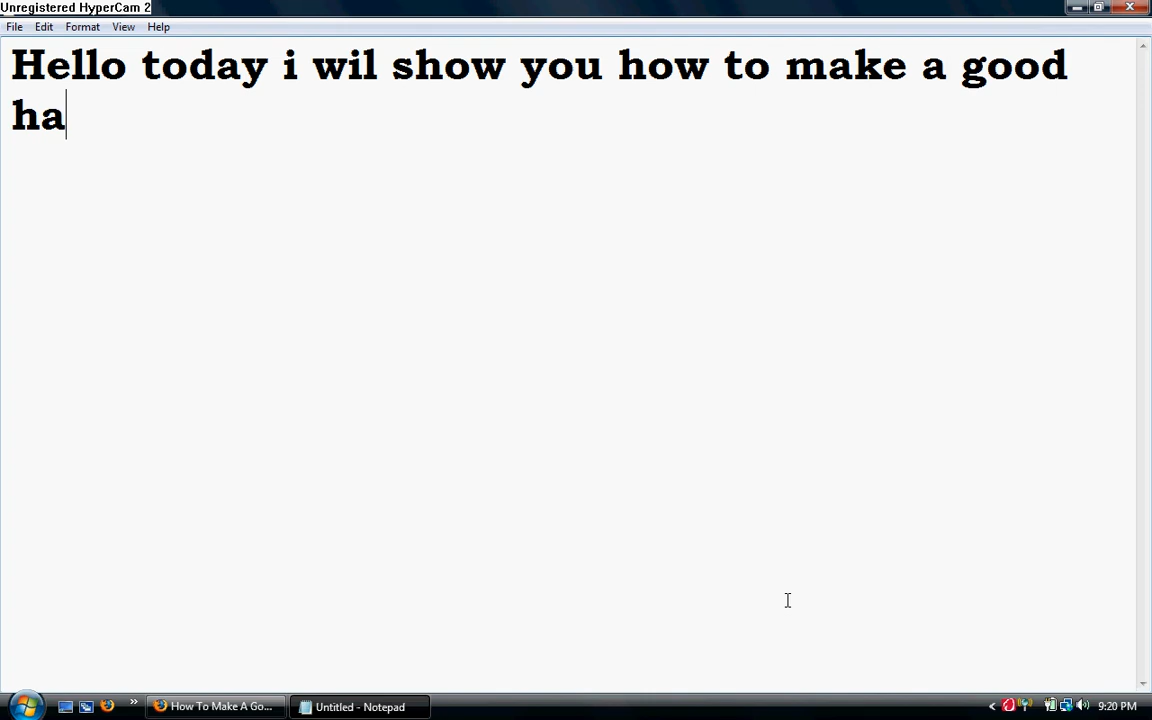 Unregistered HyperCam 2
File Edit Format View Help
Hello today i wil show you how to make a good
ha
How To Make A Go... Untitled - Notepad 9:20 PM